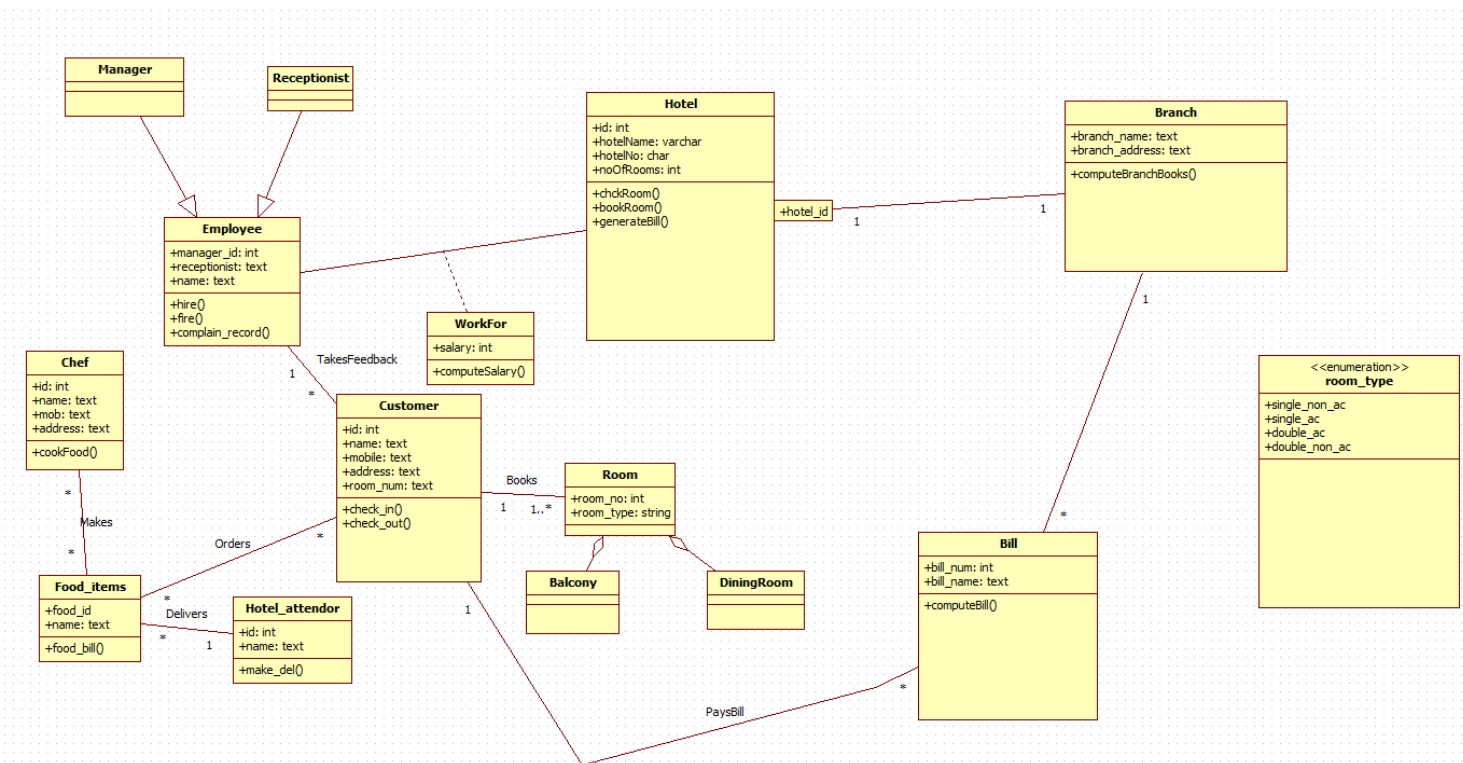 Manager
Receptionist
Hotel
+id: int
+hotelName: varchar
+hotelNo: char
+noOfRooms: int
+chckRoom()
+bookRoom()
+generateBill()
+hotel_id
1
1
Branch
+branch_name: text
+branch_address: text
+computeBranchBooks()
1
*
Employee
+manager_id: int
+receptionist: text
+name: text
+hire()
+fire()
+complain_record()
WorkFor
+salary: int
+computeSalary()
TakesFeedback
1
*
Chef
+id: int
+name: text
+mob: text
+address: text
+cookFood()
*
Makes
*
Customer
+id: int
+name: text
+mobile: text
+address: text
+room_num: text
+check_in()
+check_out()
Books
1
1..*
Room
+room_no: int
+room_type: string
Balcony
DiningRoom
<<enumeration>>
room_type
+single_non_ac
+single_ac
+double_ac
+double_non_ac
Orders
*
*
Food_items
+food_id
+name: text
+food_bill()
Delivers
*
1
Hotel_attendor
+id: int
+name: text
+make_del()
1
PaysBill
*
Bill
+bill_num: int
+bill_name: text
+computeBill()